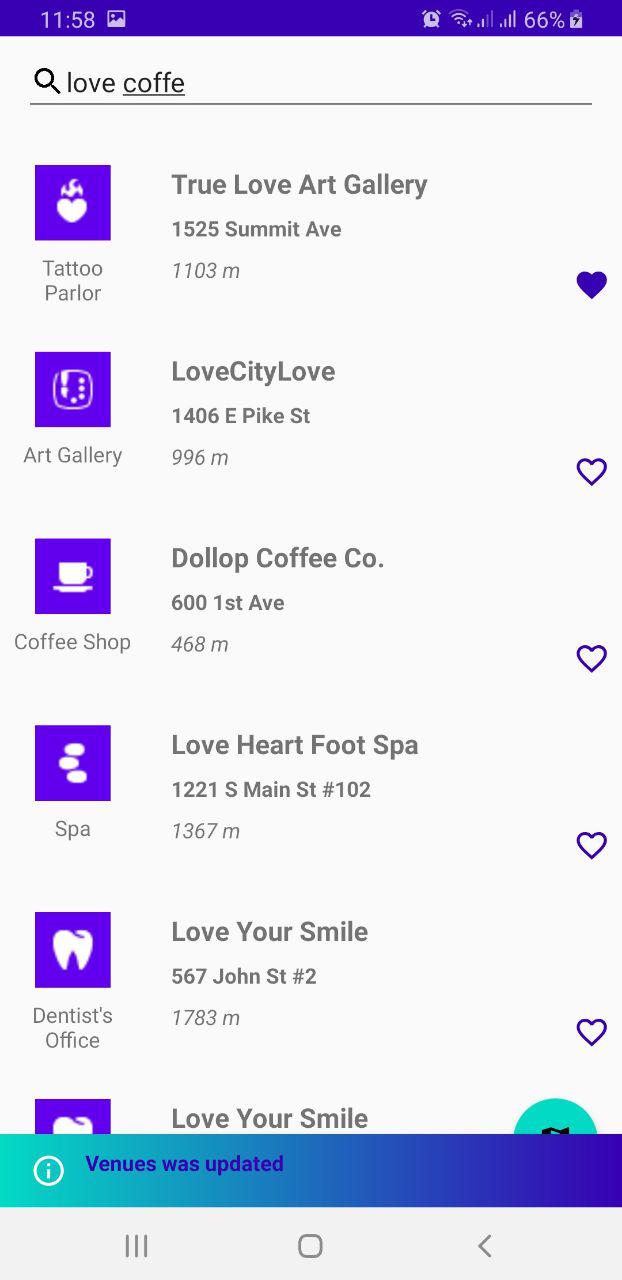 11:58 66%
love coffe
True Love Art Gallery
1525 Summit Ave
1103 m
Tattoo
Parlor
LoveCityLove
1406 E Pike St
996 m
Art Gallery
Dollop Coffee Co.
600 1st Ave
468 m
Coffee Shop
Love Heart Foot Spa
1221 S Main St #102
1367 m
Spa
Love Your Smile
567 John St #2
1783 m
Dentist's
Office
Love Your Smile
Venues was updated